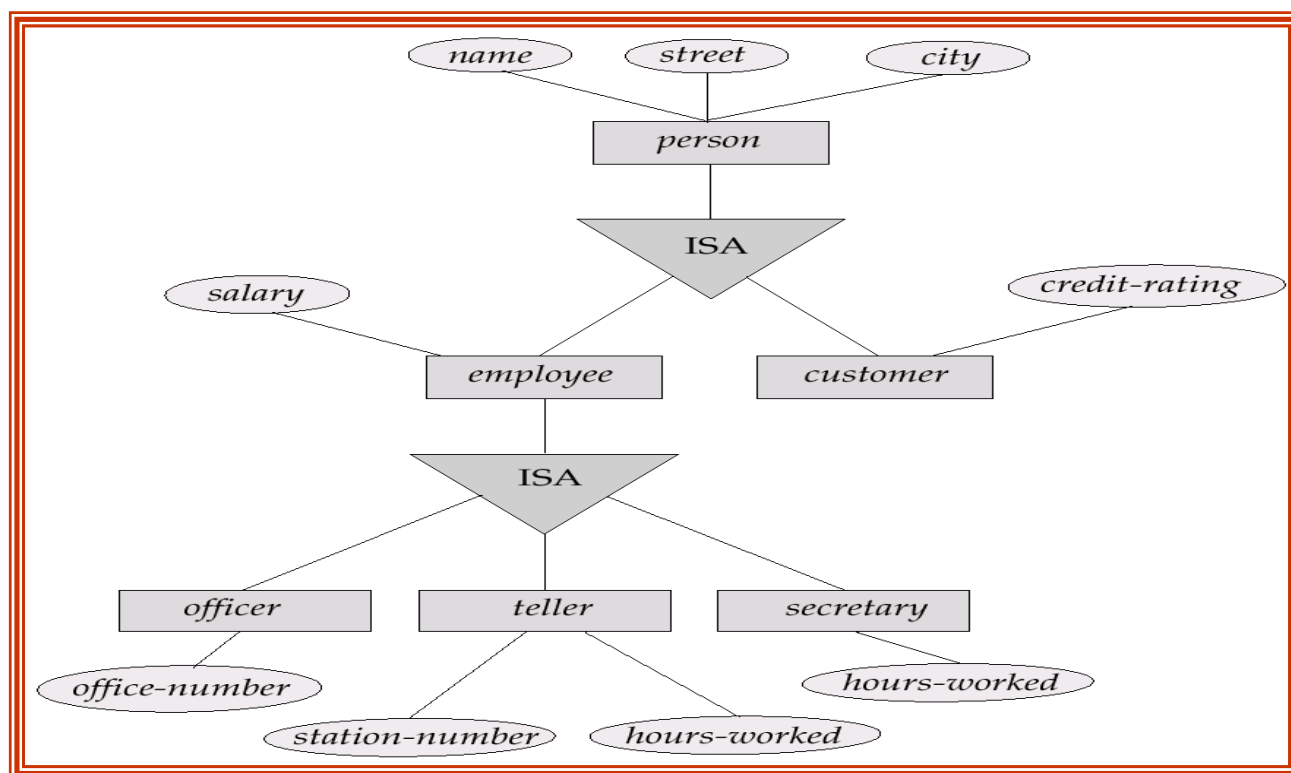 name
street
city
person
ISA
salary
credit-rating
employee
customer
ISA
officer
teller
secretary
office-number
hours-worked
station-number
hours-worked